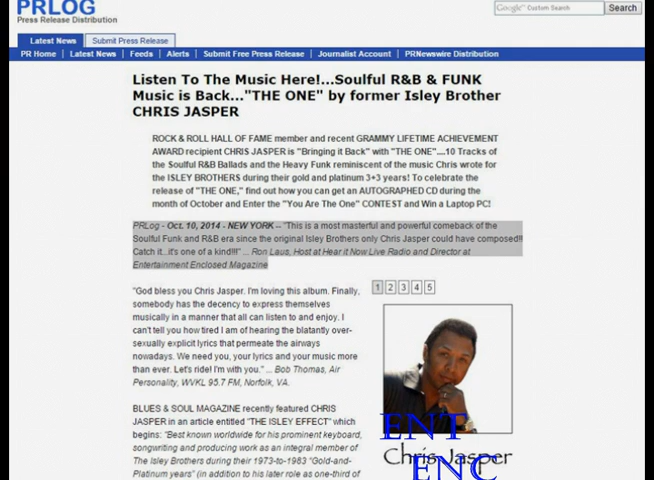 PRLOG
Press Release Distribution
Google™ Custom Search
Search
Latest News
Submit Press Release
PR Home | Latest News | Feeds | Alerts | Submit Free Press Release | Journalist Account | PRNewswire Distribution
Listen To The Music Here!...Soulful R&B & FUNK
Music is Back..."THE ONE" by former Isley Brother
CHRIS JASPER
ROCK & ROLL HALL OF FAME member and recent GRAMMY LIFETIME ACHIEVEMENT
AWARD recipient CHRIS JASPER is "Bringing it Back" with "THE ONE"....10 Tracks of
the Soulful R&B Ballads and the Heavy Funk reminiscent of the music Chris wrote for
the ISLEY BROTHERS during their gold and platinum 3+3 years! To celebrate the
release of "THE ONE," find out how you can get an AUTOGRAPHED CD during the
month of October and Enter the "You Are The One" CONTEST and Win a Laptop PC!
PRLog - Oct. 10, 2014 - NEW YORK -- "This is a most masterful and powerful comeback of the
Soulful Funk and R&B era since the original Isley Brothers only Chris Jasper could have composed!!
Catch it...it's one of a kind!!!" ... Ron Laus, Host at Hear it Now Live Radio and Director at
Entertainment Enclosed Magazine
1 2 3 4 5
"God bless you Chris Jasper. I'm loving this album. Finally,
somebody has the decency to express themselves
musically in a manner that all can listen to and enjoy. I
can't tell you how tired I am of hearing the blatantly over-
sexually explicit lyrics that permeate the airways
nowadays. We need you, your lyrics and your music more
than ever. Let's ride! I'm with you." ... Bob Thomas, Air
Personality, WVKL 95.7 FM, Norfolk, VA.
BLUES & SOUL MAGAZINE recently featured CHRIS
JASPER in an article entitled "THE ISLEY EFFECT" which
begins: "Best known worldwide for his prominent keyboard,
songwriting and producing work as an integral member of
The Isley Brothers during their 1973-to-1983 "Gold-and-
Platinum years" (in addition to his later role as one-third of
ENT
Chris Jasper
ENC